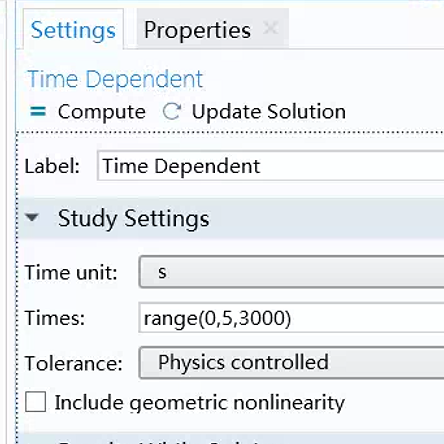 Settings Properties
Time Dependent
Compute Update Solution
Label: Time Dependent
Study Settings
Time unit: s
Times: range(0,5,3000)
Tolerance: Physics controlled
Include geometric nonlinearity